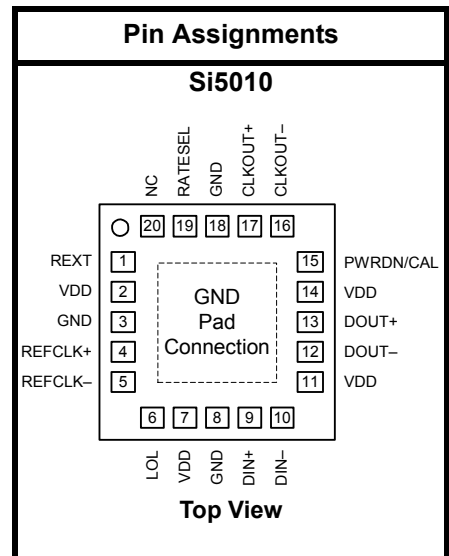 Pin Assignments
Si5010
NC RATESEL GND CLKOUT+ CLKOUT–
20 19 18 17 16
REXT 1 15 PWRDN/CAL
VDD 2 GND 14 VDD
GND 3 Pad 13 DOUT+
REFCLK+ 4 Connection 12 DOUT–
REFCLK– 5 11 VDD
6 7 8 9 10
LOL VDD GND DIN+ DIN–
Top View